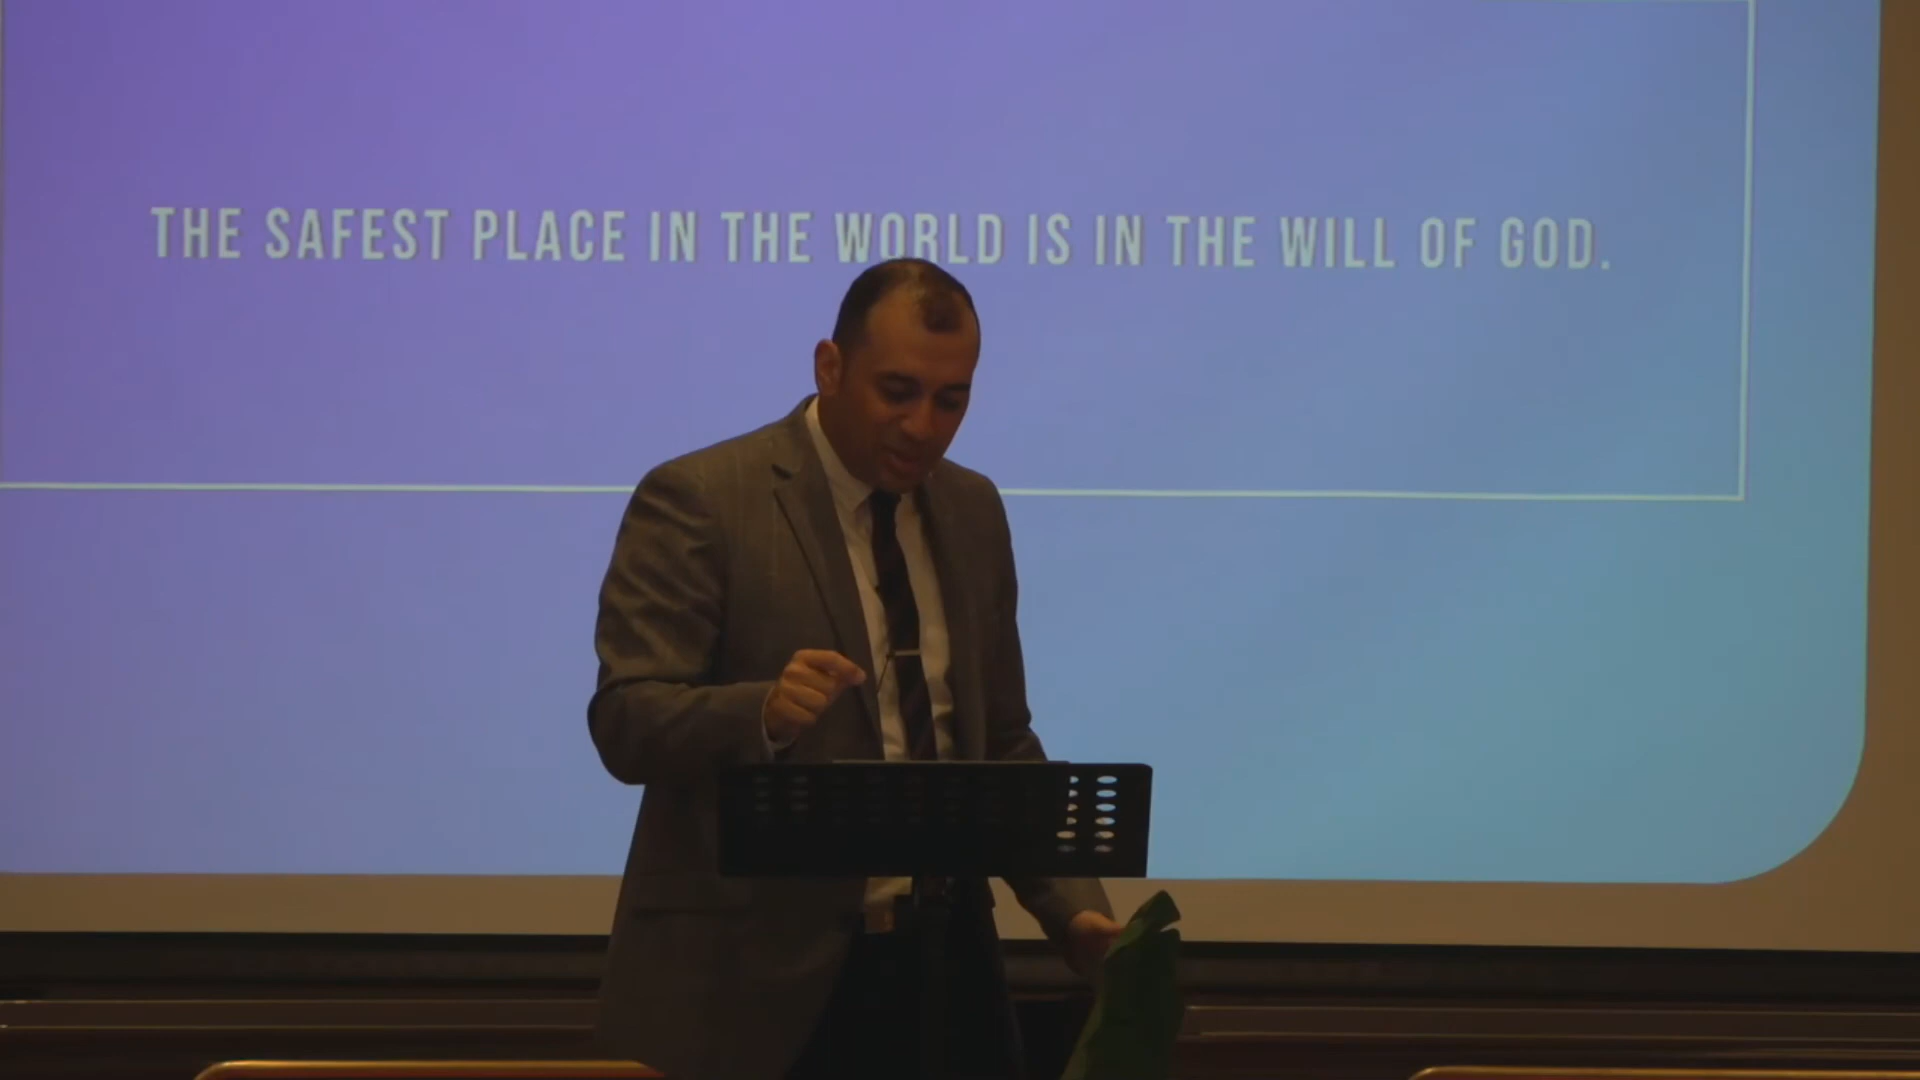 THE SAFEST PLACE IN THE WORLD IS IN THE WILL OF GOD.